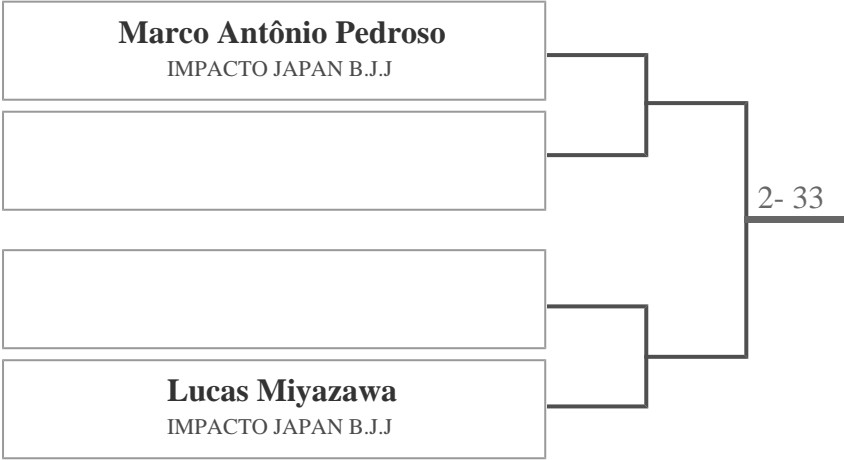 Marco Antônio Pedroso
IMPACTO JAPAN B.J.J
2- 33
Lucas Miyazawa
IMPACTO JAPAN B.J.J